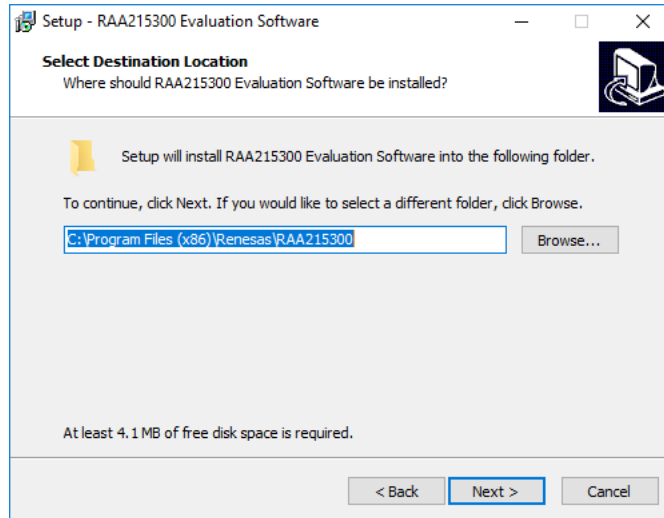 Setup - RAA215300 Evaluation Software
Select Destination Location
Where should RAA215300 Evaluation Software be installed?
Setup will install RAA215300 Evaluation Software into the following folder.
To continue, click Next. If you would like to select a different folder, click Browse.
C:\Program Files (x86)\Renesas\RAA215300
Browse...
At least 4.1 MB of free disk space is required.
< Back
Next >
Cancel